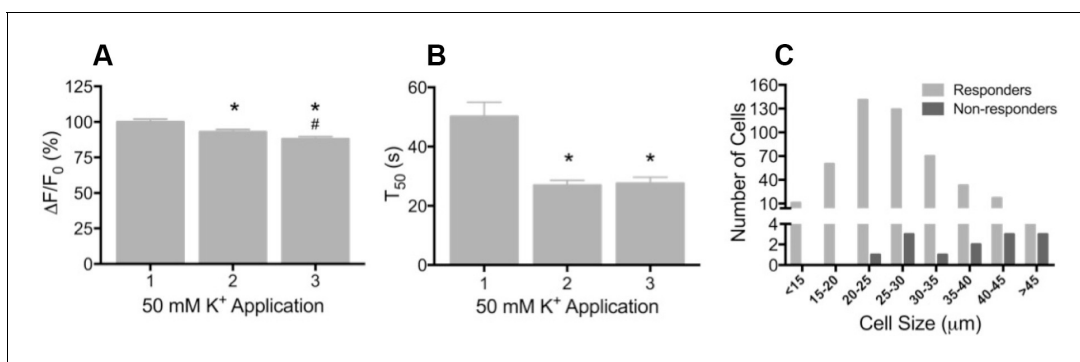 A
B
C
125
100
75
50
25
0
ΔF/F0 (%)
*
*
#
1 2 3
50 mM K+ Application
60
40
20
0
T50 (s)
*
*
1 2 3
50 mM K+ Application
160
130
100
70
40
10
4
2
0
Number of Cells
Responders
Non-responders
<15 15-20 20-25 25-30 30-35 35-40 40-45 >45
Cell Size (μm)